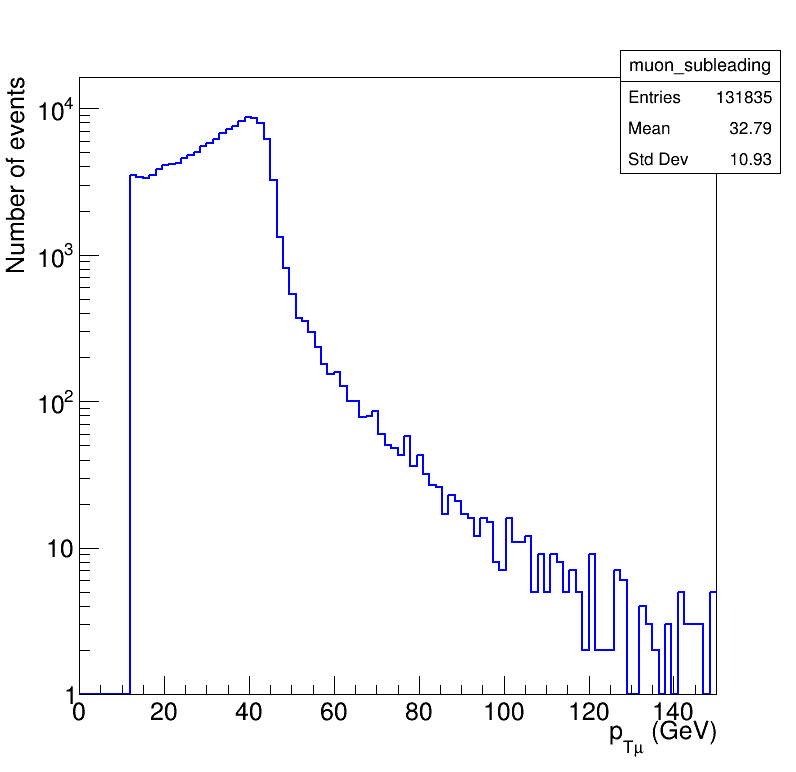 muon_subleading
Entries 131835
Mean 32.79
Std Dev 10.93
Number of events
10⁴
10³
10²
10
1
0 20 40 60 80 100 120 140
p_Tμ (GeV)